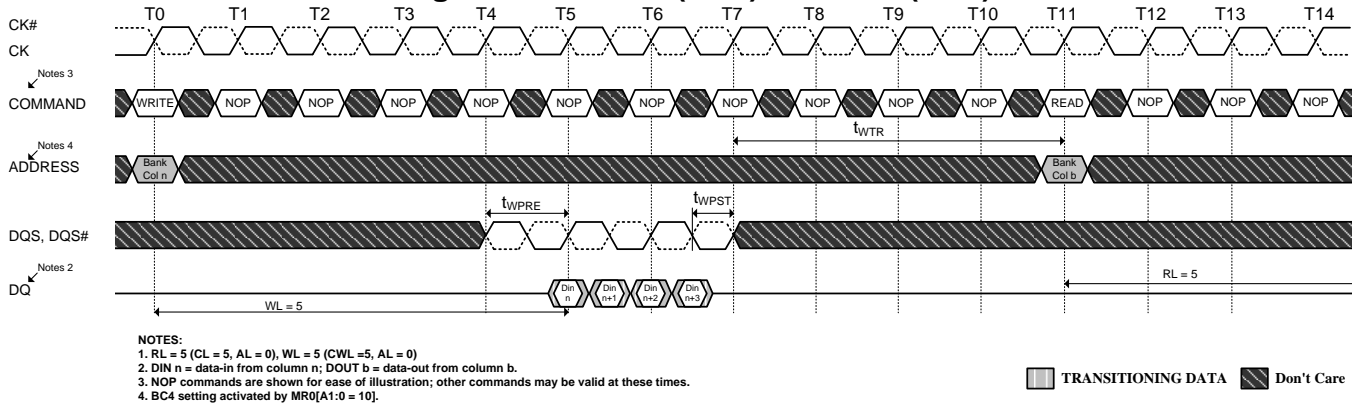 T0 T1 T2 T3 T4 T5 T6 T7 T8 T9 T10 T11 T12 T13 T14
CK#
CK
Notes 3
COMMAND
WRITE NOP NOP NOP NOP NOP NOP NOP NOP NOP NOP READ NOP NOP NOP
tWTR
Notes 4
ADDRESS
Bank Col n
Bank Col b
tWPRE
tWPST
DQS, DQS#
Notes 2
DQ
Din n
Din n+1
Din n+2
Din n+3
RL = 5
WL = 5
NOTES:
1. RL = 5 (CL = 5, AL = 0), WL = 5 (CWL =5, AL = 0)
2. DIN n = data-in from column n; DOUT b = data-out from column b.
3. NOP commands are shown for ease of illustration; other commands may be valid at these times.
4. BC4 setting activated by MR0[A1:0 = 10].
TRANSITIONING DATA
Don't Care